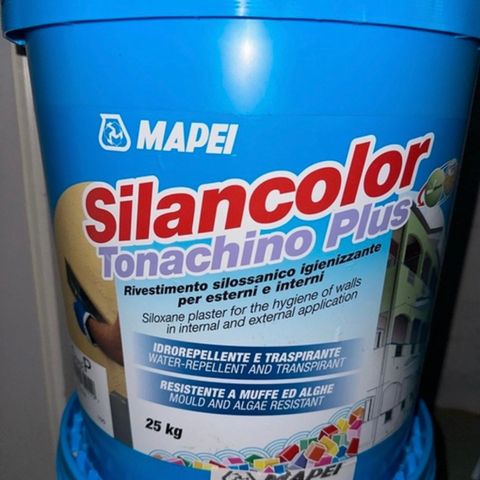 MAPEI
Silancolor
Tonachino Plus
Rivestimento silossanico igienizzante
per esterni e interni
Siloxane plaster for the hygiene of walls
in internal and external application
IDROREPELLENTE E TRASPIRANTE
WATER-REPELLENT AND TRANSPIRANT
RESISTENTE A MUFFE ED ALGHE
MOULD AND ALGAE RESISTANT
25 kg
MAPEI